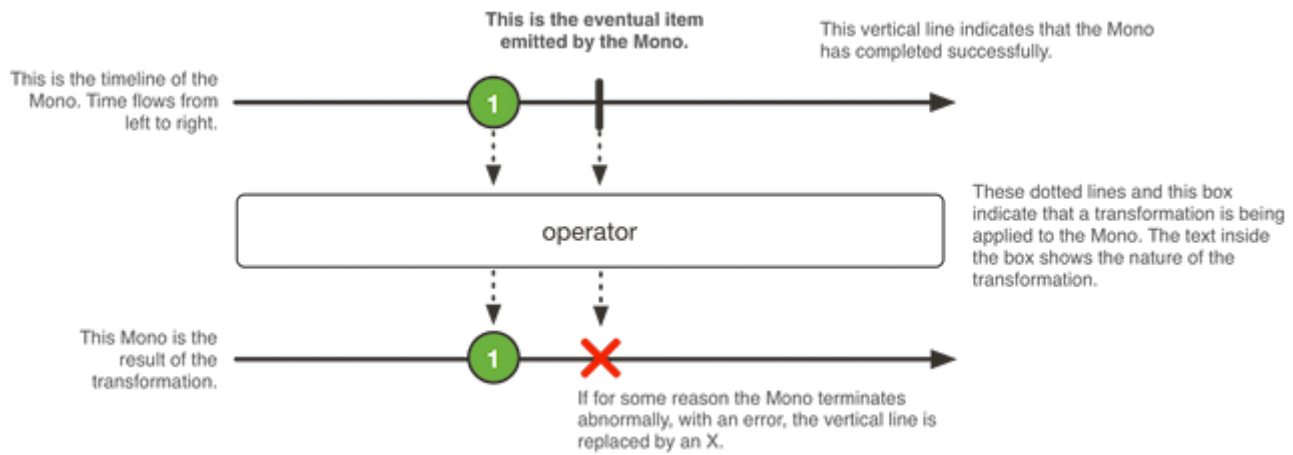 This is the eventual item
emitted by the Mono.
This vertical line indicates that the Mono
has completed successfully.
This is the timeline of the
Mono. Time flows from
left to right.
1
These dotted lines and this box
indicate that a transformation is being
applied to the Mono. The text inside
the box shows the nature of the
transformation.
operator
This Mono is the
result of the
transformation.
1
If for some reason the Mono terminates
abnormally, with an error, the vertical line is
replaced by an X.